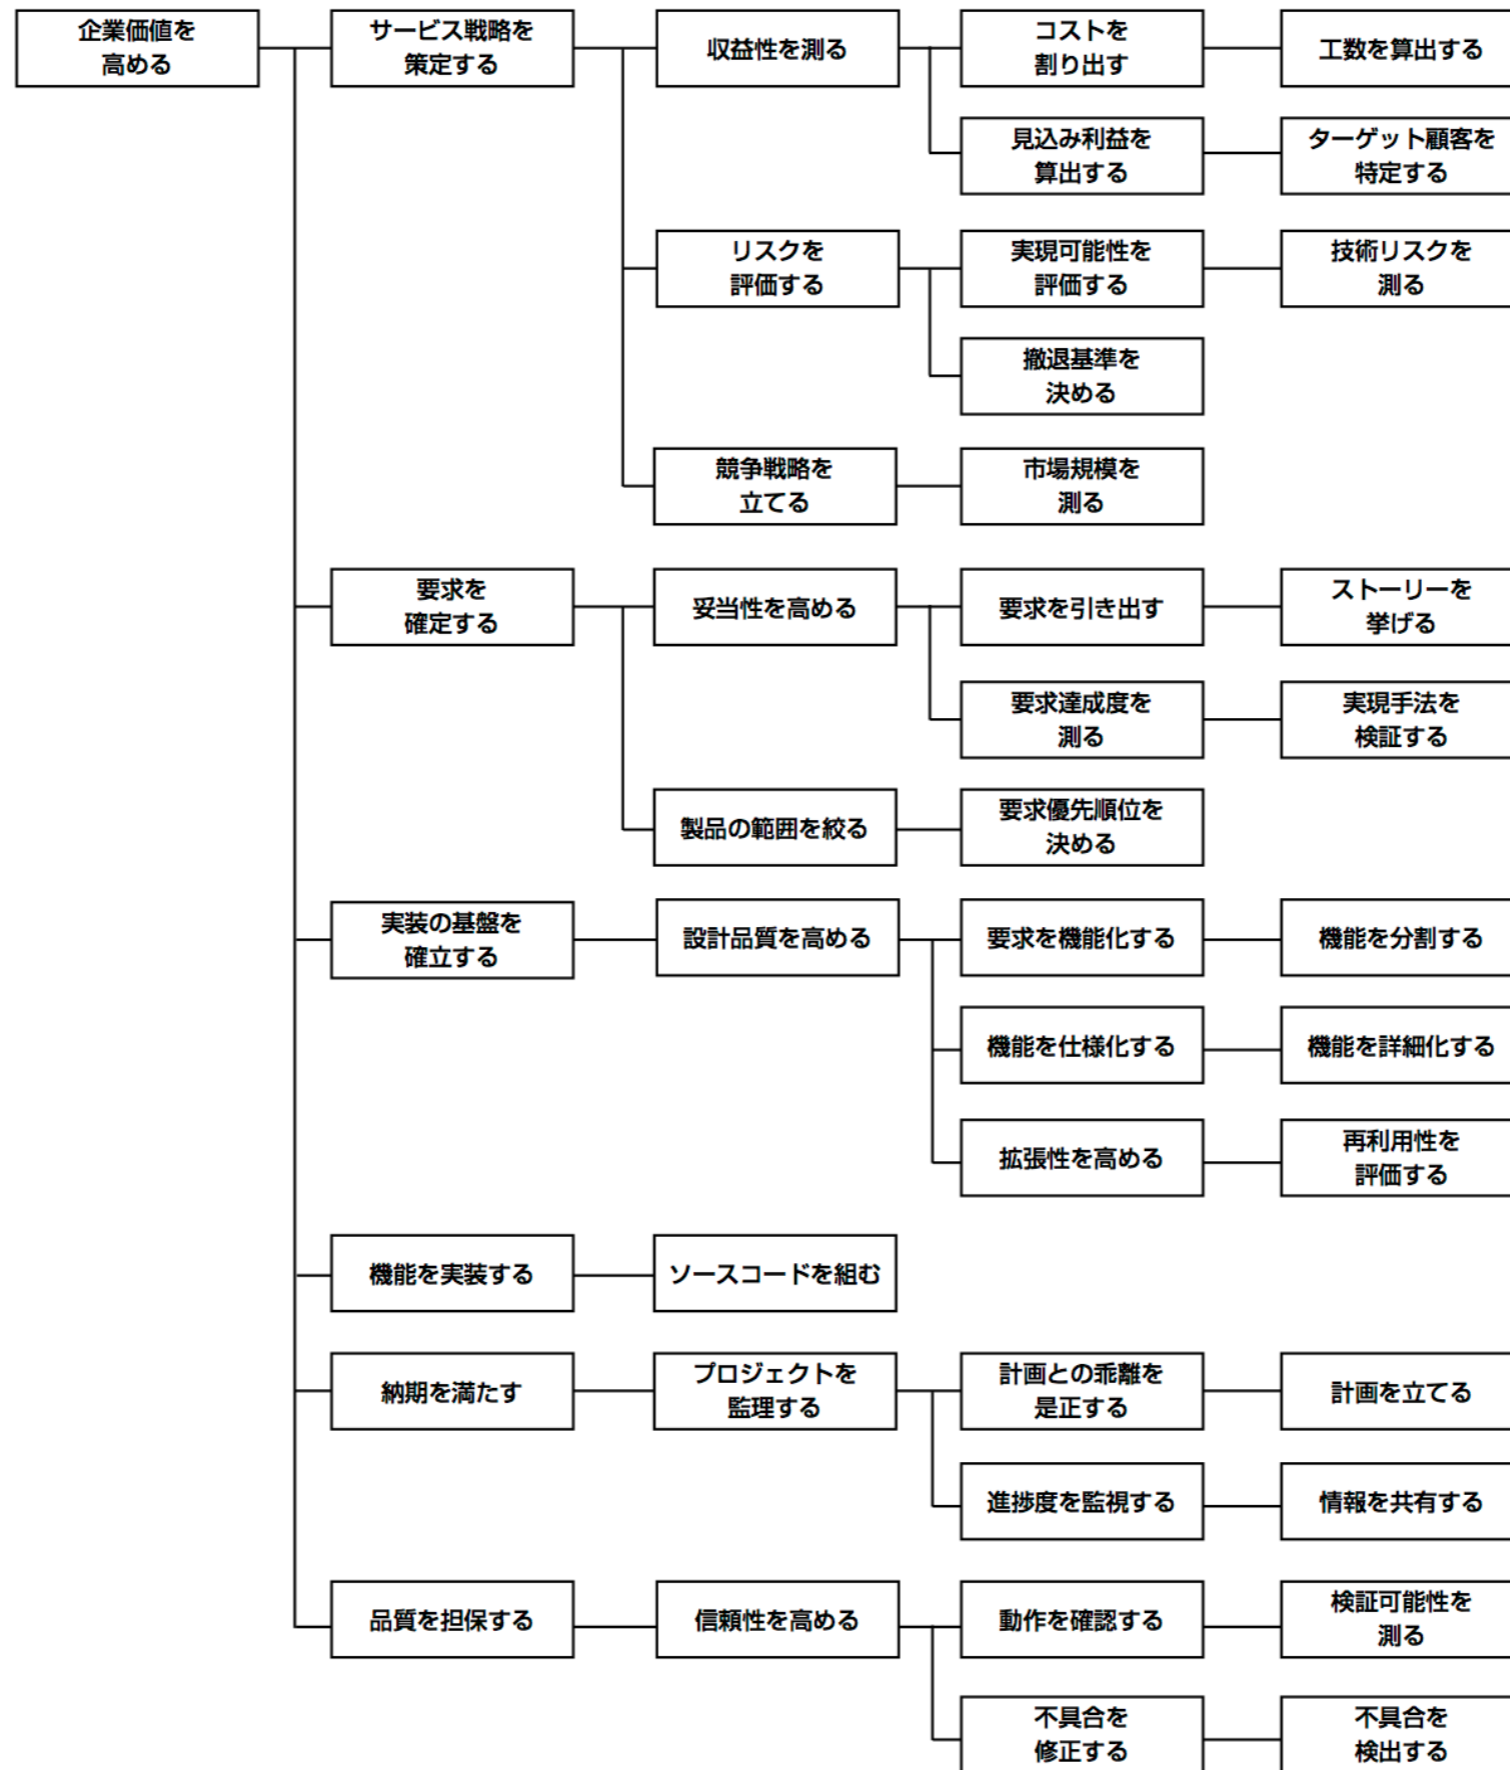 企業価値を
高める
サービス戦略を
策定する
収益性を測る
コストを
割り出す
工数を算出する
見込み利益を
算出する
ターゲット顧客を
特定する
リスクを
評価する
実現可能性を
評価する
技術リスクを
測る
撤退基準を
決める
競争戦略を
立てる
市場規模を
測る
要求を
確定する
妥当性を高める
要求を引き出す
ストーリーを
挙げる
要求達成度を
測る
実現手法を
検証する
製品の範囲を絞る
要求優先順位を
決める
実装の基盤を
確立する
設計品質を高める
要求を機能化する
機能を分割する
機能を仕様化する
機能を詳細化する
拡張性を高める
再利用性を
評価する
機能を実装する
ソースコードを組む
納期を満たす
プロジェクトを
監理する
計画との乖離を
是正する
計画を立てる
進捗度を監視する
情報を共有する
品質を担保する
信頼性を高める
動作を確認する
検証可能性を
測る
不具合を
修正する
不具合を
検出する